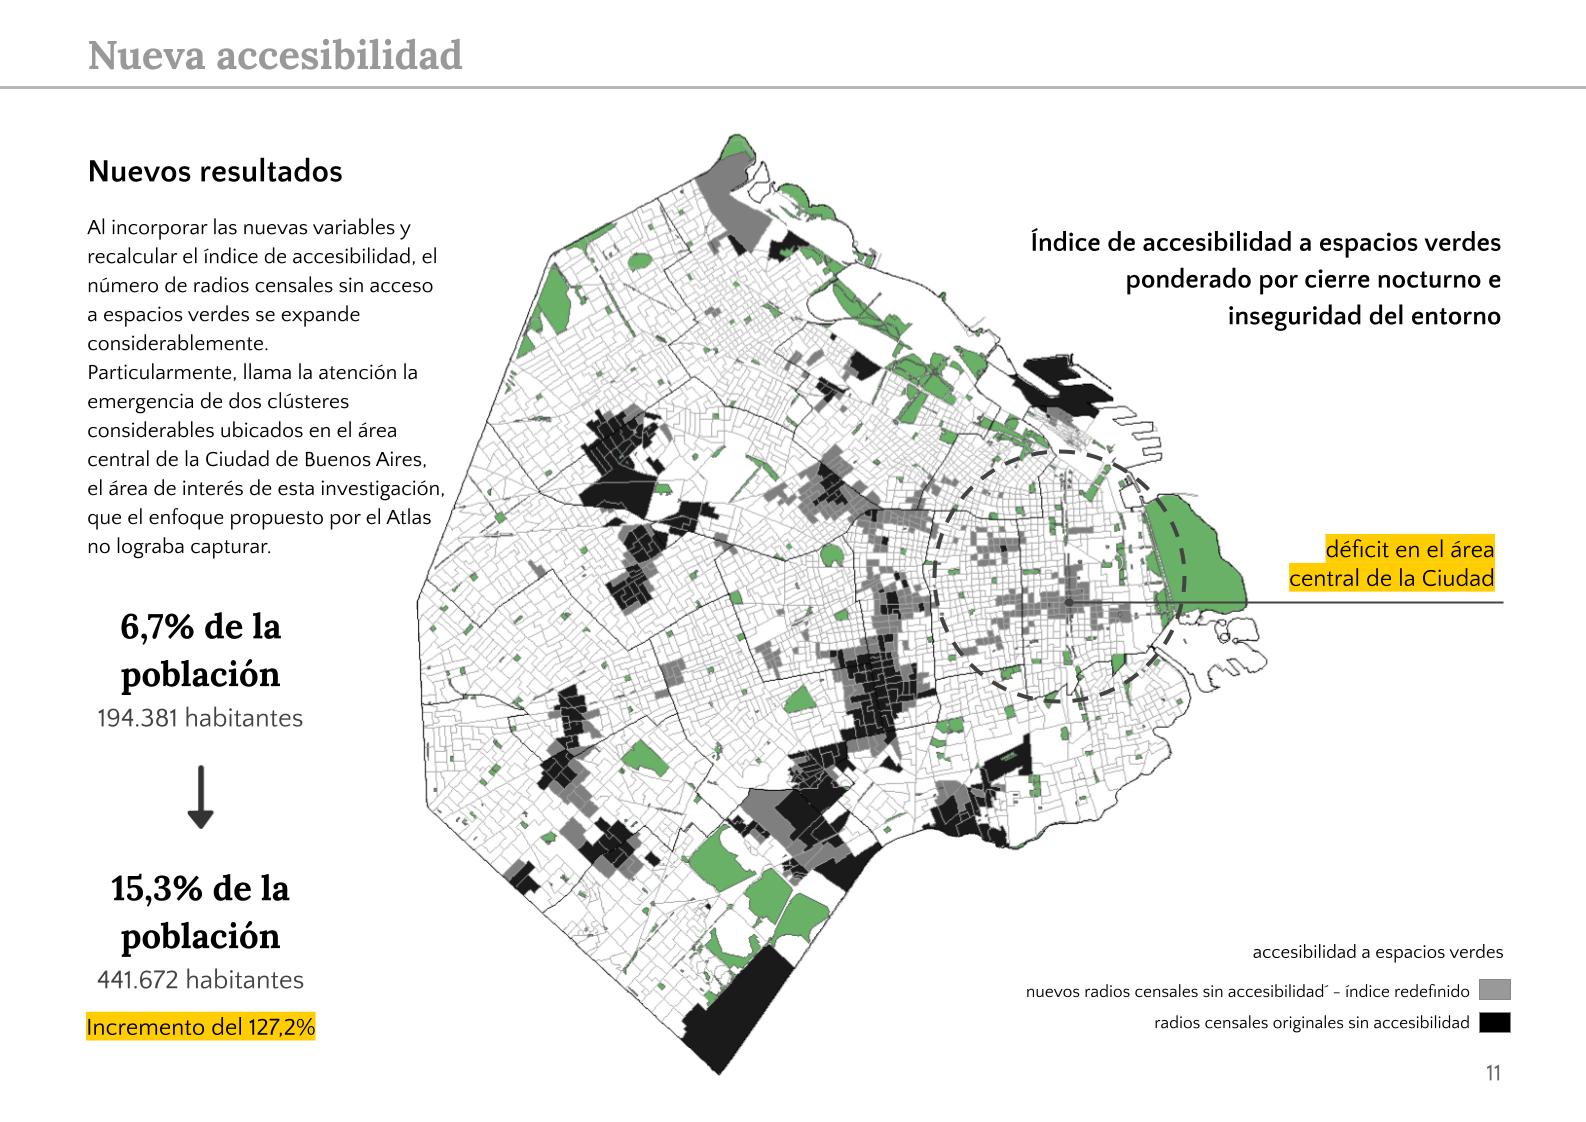 Nueva accesibilidad
Nuevos resultados
Al incorporar las nuevas variables y
recalcular el índice de accesibilidad, el
número de radios censales sin acceso
a espacios verdes se expande
considerablemente.
Particularmente, llama la atención la
emergencia de dos clústeres
considerables ubicados en el área
central de la Ciudad de Buenos Aires,
el área de interés de esta investigación,
que el enfoque propuesto por el Atlas
no lograba capturar.
6,7% de la
población
194.381 habitantes
15,3% de la
población
441.672 habitantes
Incremento del 127,2%
Índice de accesibilidad a espacios verdes
ponderado por cierre nocturno e
inseguridad del entorno
déficit en el área
central de la Ciudad
accesibilidad a espacios verdes
nuevos radios censales sin accesibilidad´ - índice redefinido
radios censales originales sin accesibilidad
11